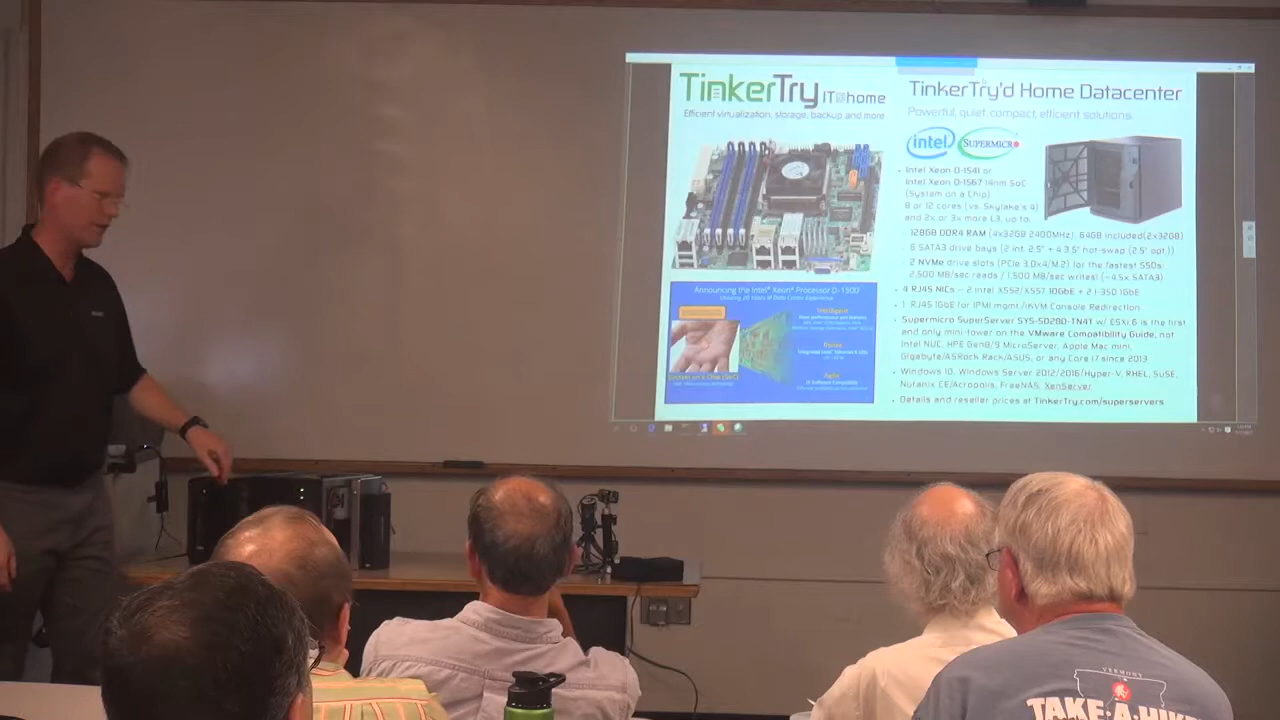 TinkerTry IT@home
Efficient virtualization, storage, backup and more
TinkerTry'd Home Datacenter
Powerful, quiet, compact, efficient solutions.
intel
SUPERMICRO
• Intel Xeon D-1541 or
Intel Xeon D-1567 14nm SoC
(System on a Chip)
8 or 12 cores (vs. Skylake's 4)
and 2x or 3x more L3, up to:
128GB DDR4 RAM (4x32GB 2400MHz), 64GB included(2x32GB)
6 SATA3 drive bays (2 int. 2.5" + 4 3.5" hot-swap (2.5" opt.))
2 NVMe drive slots (PCIe 3.0x4/M.2) for the fastest SSDs:
2,500 MB/sec reads / 1,500 MB/sec writes! (~4.5x SATA3)
• 4 RJ45 NICs – 2 Intel X552/X557 10GbE + 2 I-350 1GbE
• 1 RJ45 1GbE for IPMI mgmt/iKVM Console Redirection
• Supermicro SuperServer SYS-5028D-TN4T w/ ESXi 6 is the first
and only mini-tower on the VMware Compatibility Guide, not
Intel NUC, HPE Gen8/9 MicroServer, Apple Mac mini,
Gigabyte/ASRock Rack/ASUS, or any Core i7 since 2013
• Windows 10, Windows Server 2012/2016/Hyper-V, RHEL, SuSE,
Nutanix CE/Acropolis, FreeNAS, XenServer
• Details and reseller prices at TinkerTry.com/superservers
Announcing the Intel® Xeon® Processor D-1500
Intelligent
Agile
System on a Chip (SoC)
VERMONT
TAKE-A-HIK